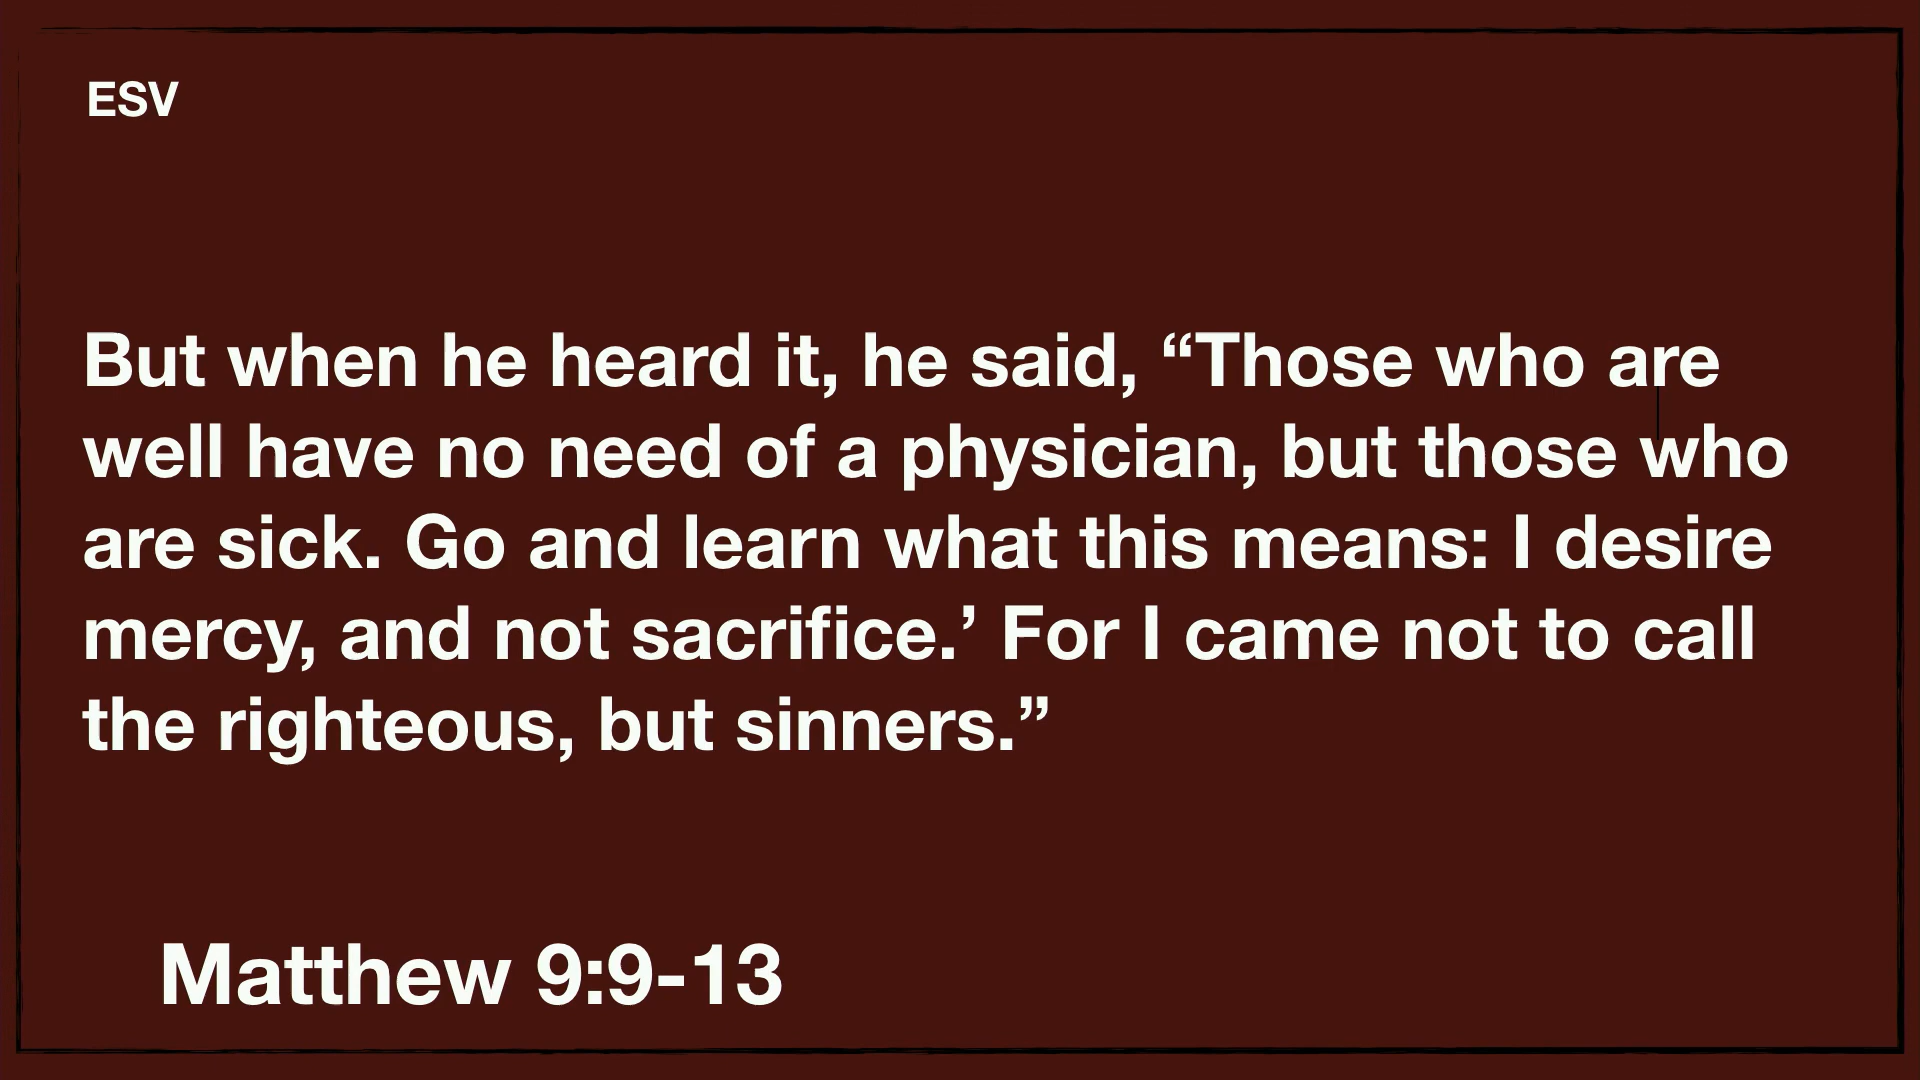 ESV
But when he heard it, he said, “Those who are
well have no need of a physician, but those who
are sick. Go and learn what this means: I desire
mercy, and not sacrifice.’ For I came not to call
the righteous, but sinners.”
Matthew 9:9-13